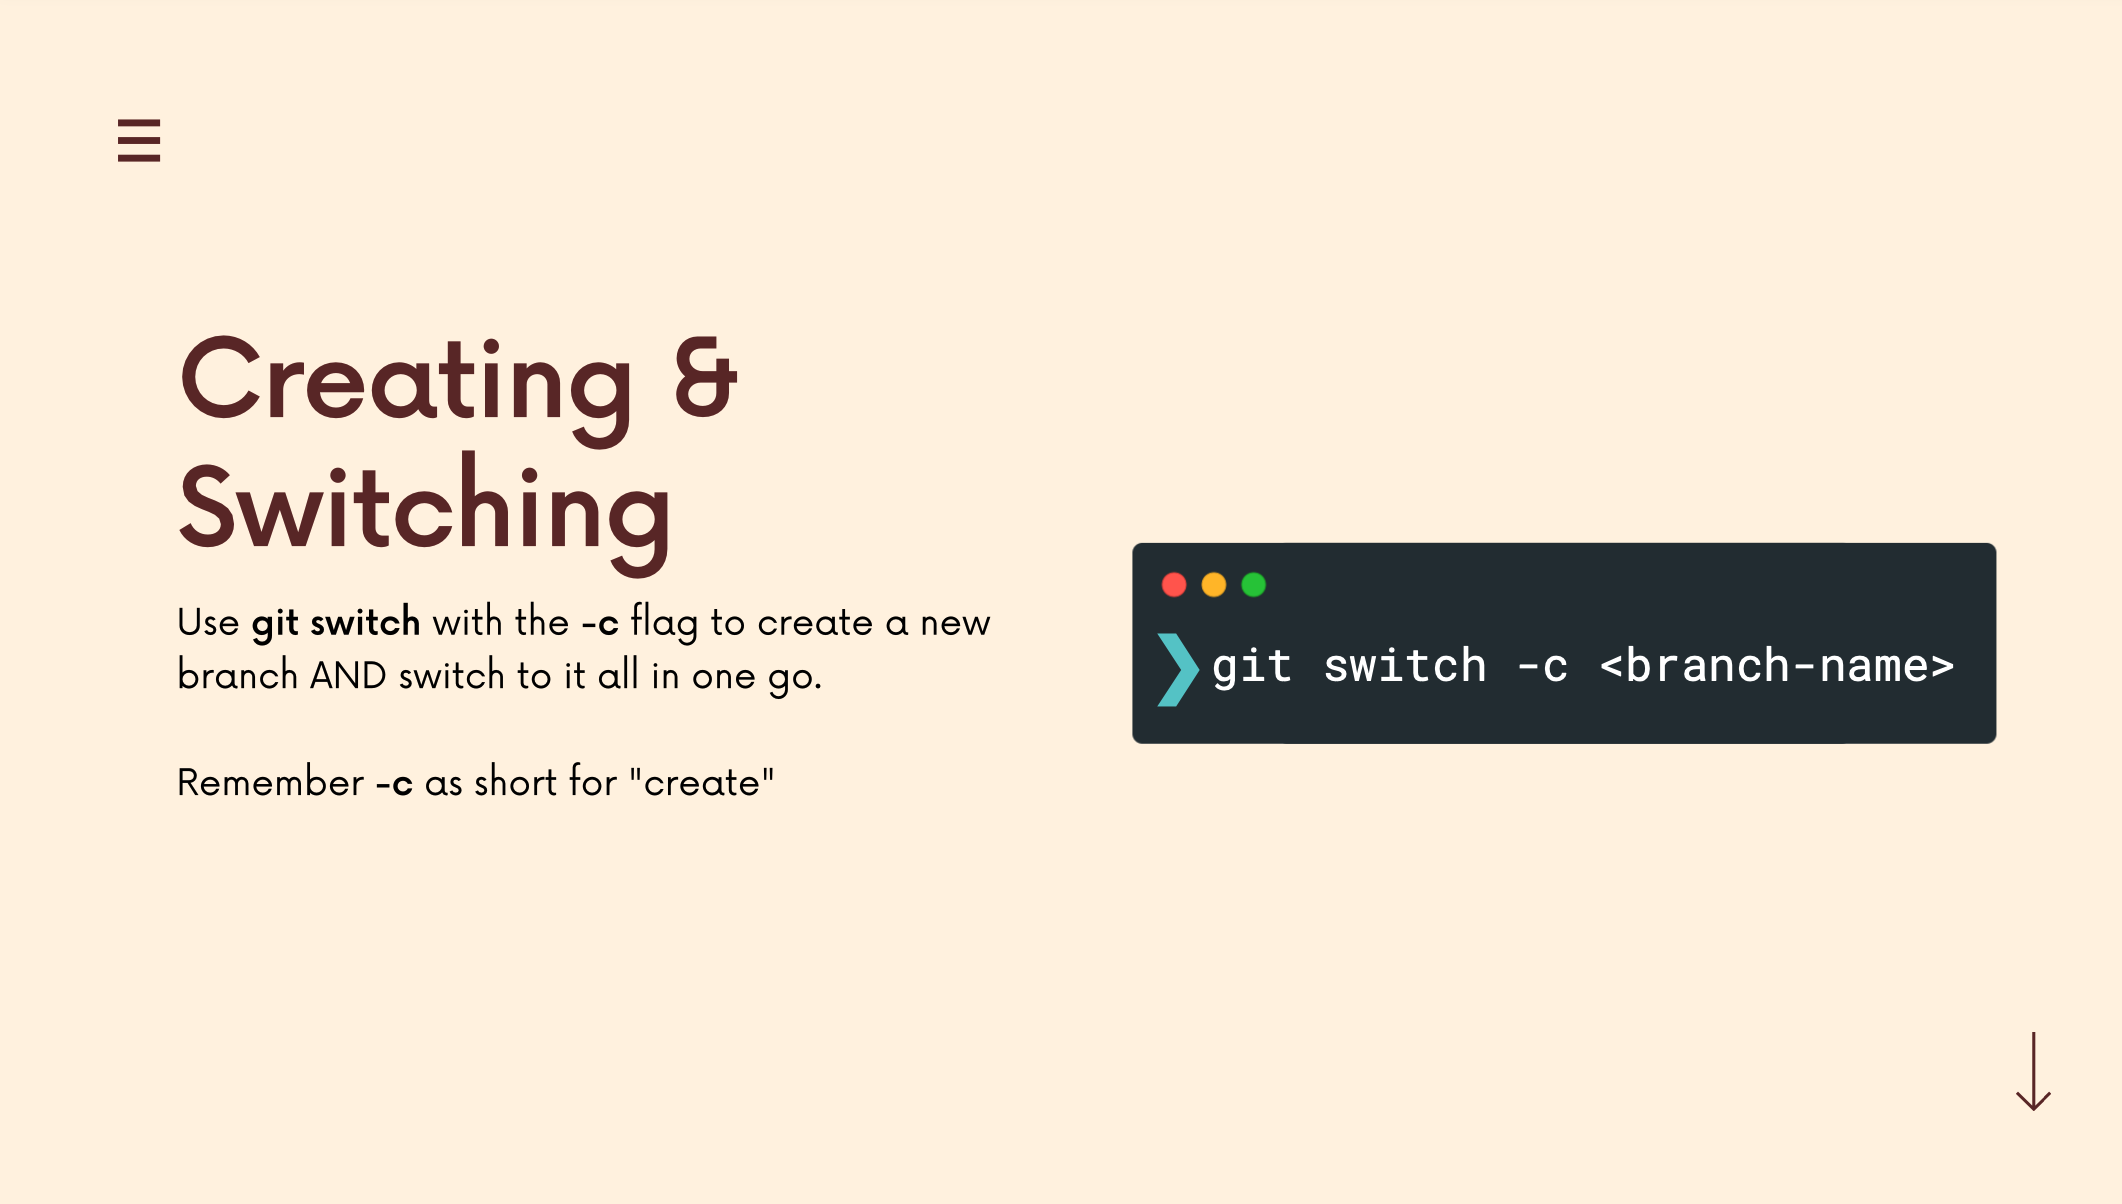 Creating &
Switching
Use git switch with the -c flag to create a new
branch AND switch to it all in one go.
Remember -c as short for "create"
❯ git switch -c <branch-name>